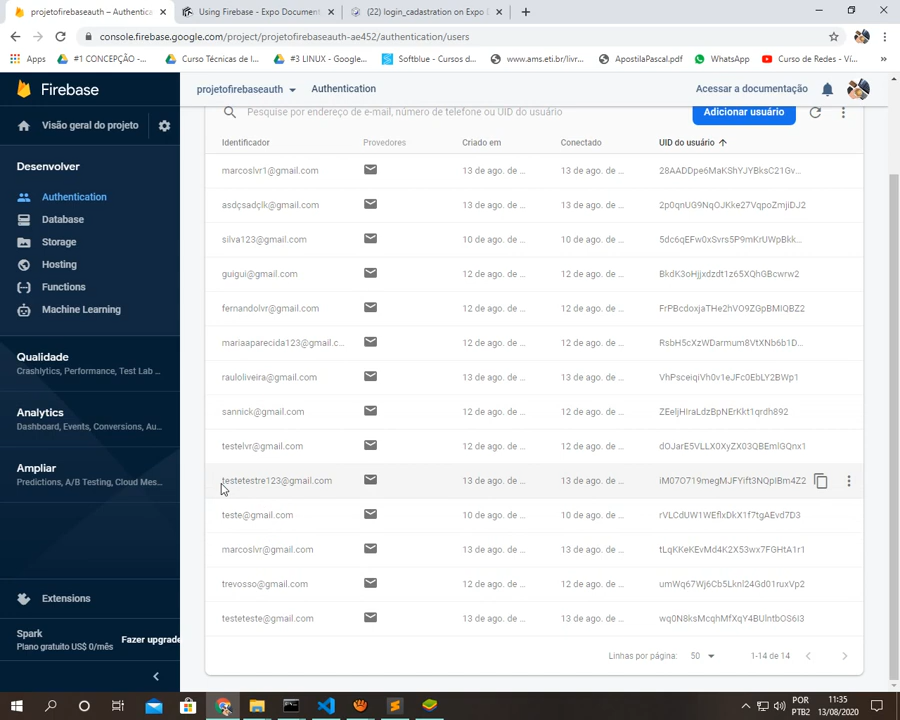 projetofirebaseauth – Authentica
Using Firebase - Expo Document
(22) login_cadastration on Expo
console.firebase.google.com/project/projetofirebaseauth-ae452/authentication/users
Apps
#1 CONCEPÇÃO -...
Curso Técnicas de I...
#3 LINUX - Google...
Softblue - Cursos d...
www.ams.eti.br/livr...
ApostilaPascal.pdf
WhatsApp
Curso de Redes - Ví...
Firebase
projetofirebaseauth
Authentication
Acessar a documentação
Visão geral do projeto
Pesquise por endereço de e-mail, número de telefone ou UID do usuário
Adicionar usuário
Identificador Provedores Criado em Conectado UID do usuário
Desenvolver
Authentication
Database
Storage
Hosting
Functions
Machine Learning
Qualidade
Crashlytics, Performance, Test Lab ...
Analytics
Dashboard, Events, Conversions, Au...
Ampliar
Predictions, A/B Testing, Cloud Mes...
Extensions
Spark
Plano gratuito US$ 0/mês
Fazer upgrade
marcoslvr1@gmail.com 13 de ago. de ... 13 de ago. de ... 28AADDpe6MaKShYJYBksC21Gv...
asdçsadçlk@gmail.com 13 de ago. de ... 13 de ago. de ... 2p0qnUG9NqOJKke27VqpoZmjiDJ2
silva123@gmail.com 10 de ago. de ... 10 de ago. de ... 5dc6qEFw0xSvrs5P9mKrUWpBkk...
guigui@gmail.com 12 de ago. de ... 12 de ago. de ... BkdK3oHjjxdzdt1z65XQhGBcwrw2
fernandolvr@gmail.com 12 de ago. de ... 12 de ago. de ... FrPBcdoxjaTHe2hVO9ZGpBMIQBZ2
mariaaparecida123@gmail.c... 12 de ago. de ... 12 de ago. de ... RsbH5cXzWDarmum8VtXNb6b1D...
rauloliveira@gmail.com 13 de ago. de ... 13 de ago. de ... VhPsceiqiVh0v1eJFc0EbLY2BWp1
sannick@gmail.com 12 de ago. de ... 12 de ago. de ... ZEeljHIraLdzBpNErKkt1qrdh892
testelvr@gmail.com 12 de ago. de ... 12 de ago. de ... dOJarE5VLLX0XyZX03QBEmlGQnx1
testetestre123@gmail.com 13 de ago. de ... 13 de ago. de ... iM07O719megMJFYift3NQpIBm4Z2
teste@gmail.com 10 de ago. de ... 10 de ago. de ... rVLCdUW1WEflxDkX1f7tgAEvd7D3
marcoslvr@gmail.com 13 de ago. de ... 13 de ago. de ... tLqKKeKEvMd4K2X53wx7FGHtA1r1
trevosso@gmail.com 12 de ago. de ... 12 de ago. de ... umWq67Wj6Cb5Lknl24Gd01ruxVp2
testeteste@gmail.com 13 de ago. de ... 13 de ago. de ... wq0N8ksMcqhMfXqY4BUlntbOS6I3
Linhas por página: 50 1-14 de 14
POR
PTB2
11:35
13/08/2020